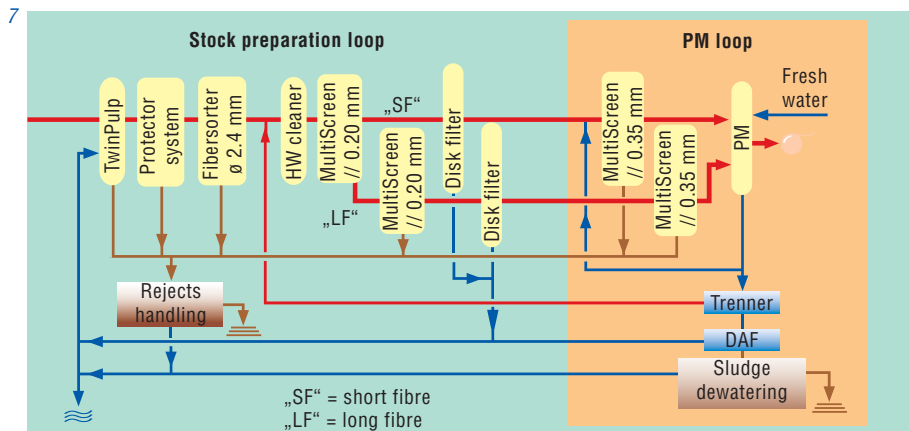 7
Stock preparation loop
PM loop
Fresh
water
„SF“
TwinPulp
Protector
system
Fibersorter
ø 2.4 mm
HW cleaner
MultiScreen
// 0.20 mm
MultiScreen
// 0.20 mm
Disk filter
Disk filter
MultiScreen
// 0.35 mm
MultiScreen
// 0.35 mm
PM
„LF“
Rejects
handling
Trenner
DAF
Sludge
dewatering
„SF“ = short fibre
„LF“ = long fibre